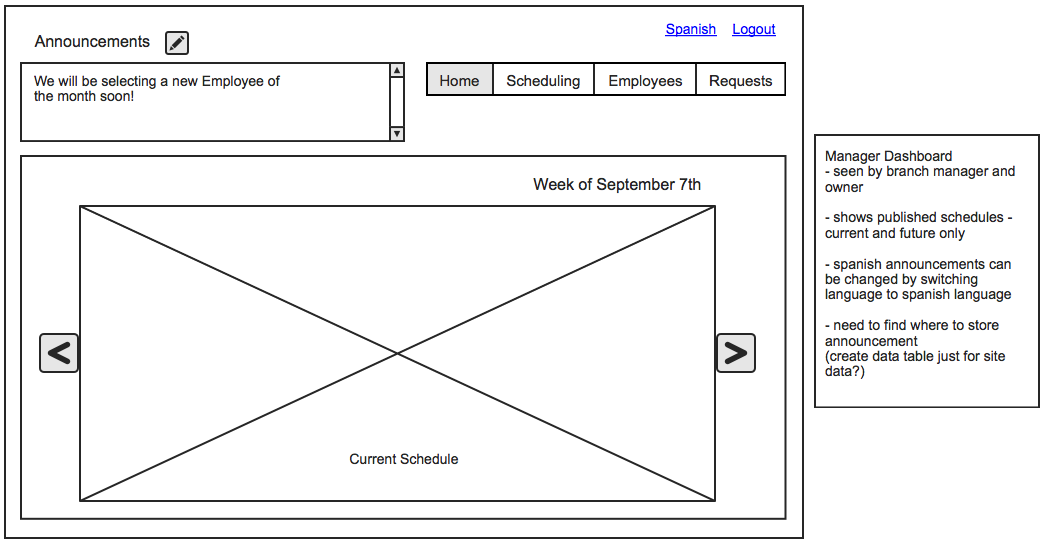 Spanish Logout
Announcements
We will be selecting a new Employee of
the month soon!
Home Scheduling Employees Requests
Week of September 7th
Current Schedule
Manager Dashboard
- seen by branch manager and
owner
- shows published schedules -
current and future only
- spanish announcements can
be changed by switching
language to spanish language
- need to find where to store
announcement
(create data table just for site
data?)